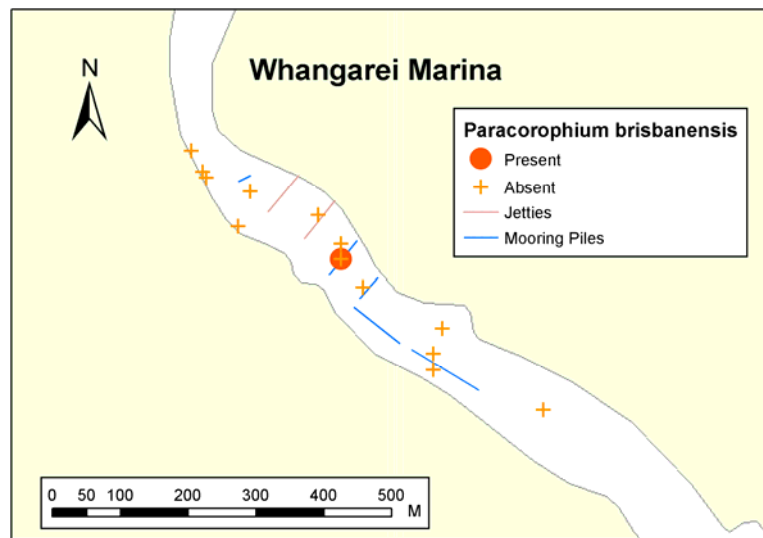 Whangarei Marina
N
Paracorophium brisbanensis
Present
Absent
Jetties
Mooring Piles
0 50 100 200 300 400 500
M